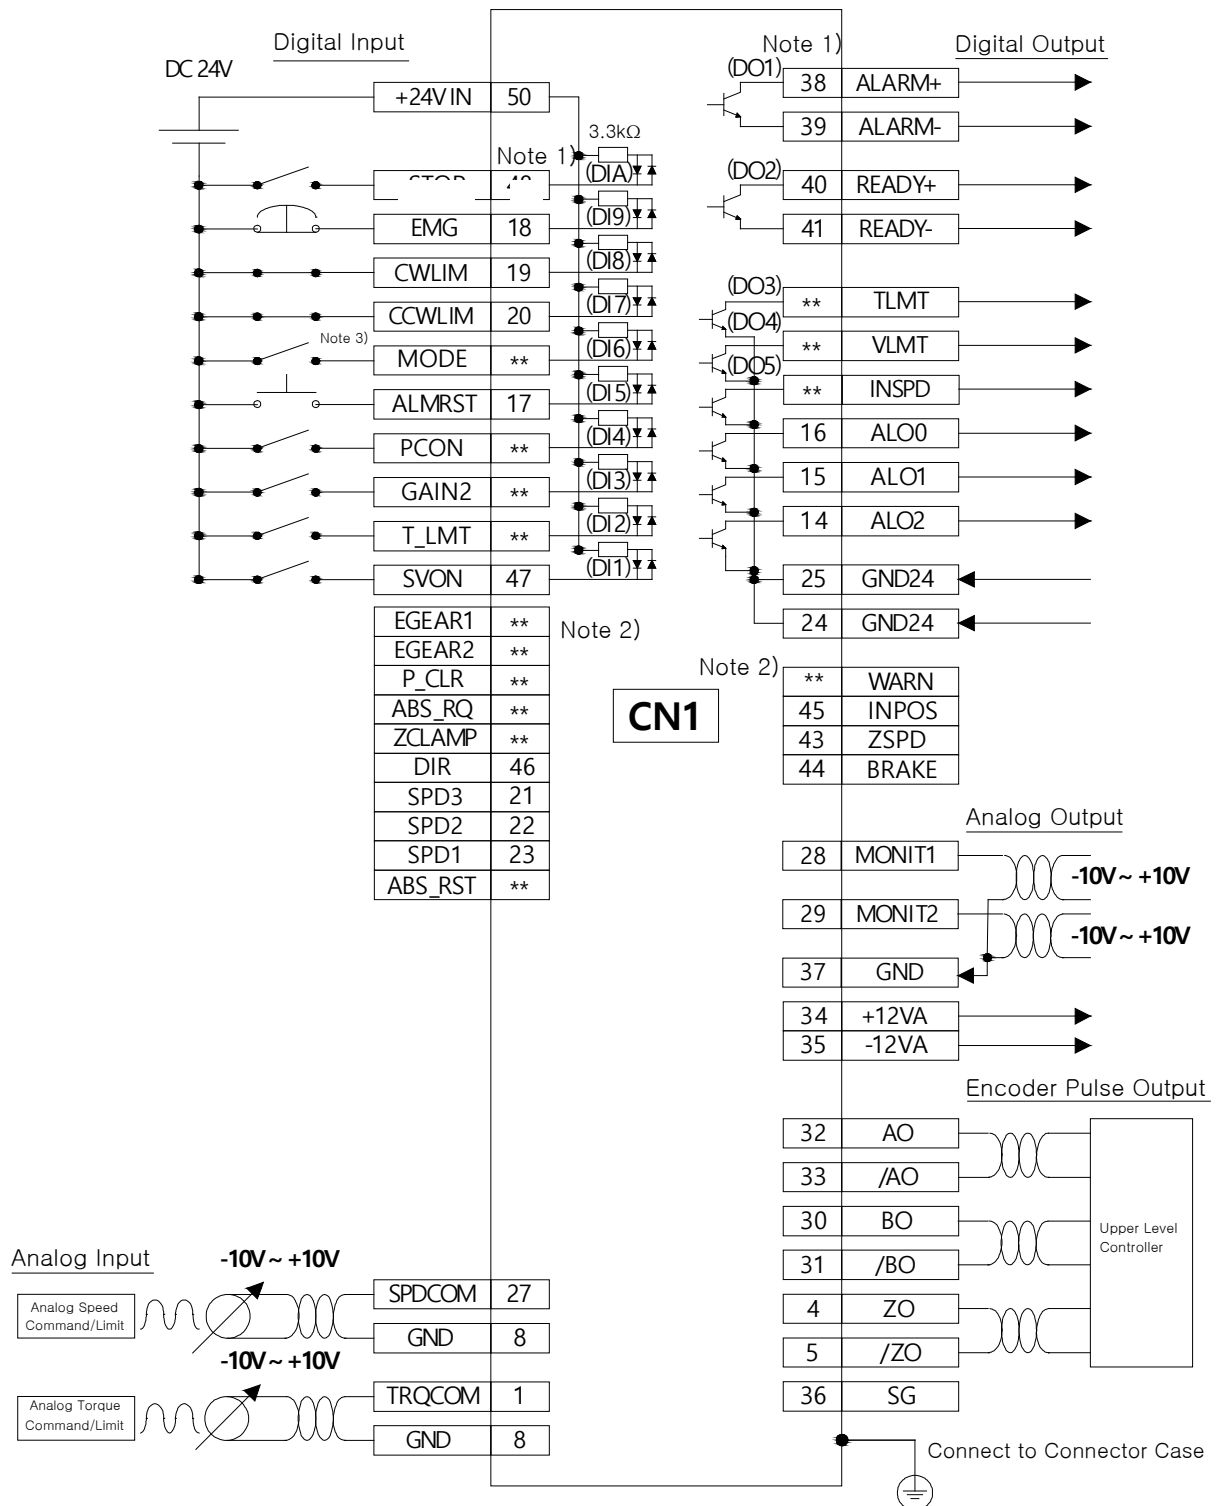 Digital Input
DC 24V
+24V IN 50
Note 1)
3.3kΩ
(DIA)
EMG 18
(DI9)
CWLIM 19
(DI8)
CCWLIM 20
(DI7)
Note 3)
MODE **
(DI6)
ALMRST 17
(DI5)
PCON **
(DI4)
GAIN2 **
(DI3)
T_LMT **
(DI2)
SVON 47
(DI1)
EGEAR1 **
Note 2)
EGEAR2 **
P_CLR **
ABS_RQ **
ZCLAMP **
DIR 46
SPD3 21
SPD2 22
SPD1 23
ABS_RST **
CN1
Note 1)
Digital Output
(DO1)
38 ALARM+
39 ALARM-
(DO2)
40 READY+
41 READY-
(DO3)
** TLMT
(DO4)
** VLMT
(DO5)
** INSPD
16 ALO0
15 ALO1
14 ALO2
25 GND24
24 GND24
Note 2)
** WARN
45 INPOS
43 ZSPD
44 BRAKE
Analog Output
28 MONIT1
-10V ~ +10V
29 MONIT2
-10V ~ +10V
37 GND
34 +12VA
35 -12VA
Encoder Pulse Output
32 AO
33 /AO
30 BO
31 /BO
4 ZO
5 /ZO
36 SG
Upper Level
Controller
Connect to Connector Case
Analog Input
-10V ~ +10V
Analog Speed
Command/Limit
SPDCOM 27
GND 8
-10V ~ +10V
Analog Torque
Command/Limit
TRQCOM 1
GND 8